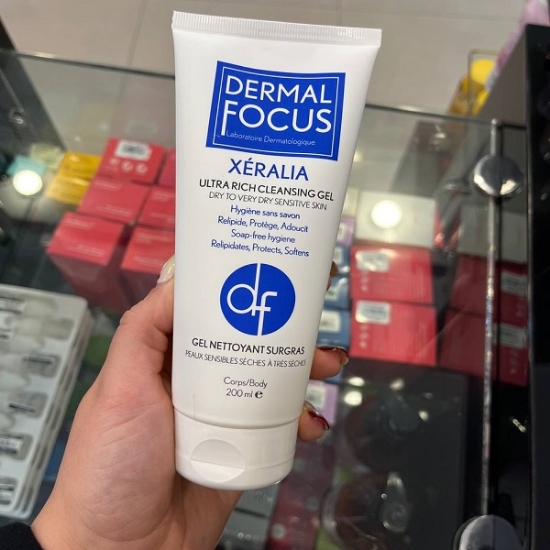 DERMAL
FOCUS
Laboratoire Dermatologique
XÉRALIA
ULTRA RICH CLEANSING GEL
DRY TO VERY DRY SENSITIVE SKIN
Hygiène sans savon
Relipide, Protège, Adoucit
Soap-free hygiene
Relipidates, Protects, Softens
df
GEL NETTOYANT SURGRAS
PEAUX SENSIBLES SÈCHES À TRÈS SÈCHES
Corps/Body
200 ml e